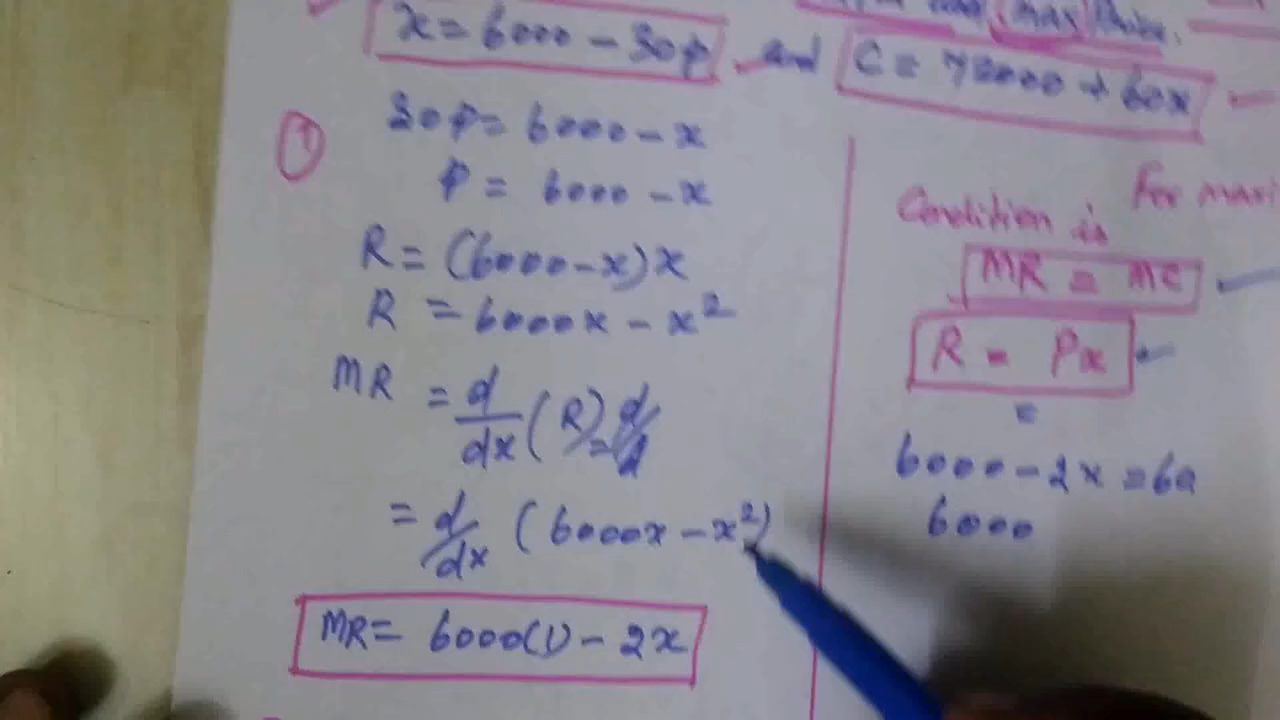 max
x = 6000 - 30p and C = 72000 + 60x
①
30p = 6000 - x
p = 6000 - x
R = (6000 - x)x
R = 6000x - x²
MR = d/dx (R)
= d/dx (6000x - x²)
MR = 6000(1) - 2x
For
Condition is
MR = MC
R = Px
=
6000 - 2x = 60
6000